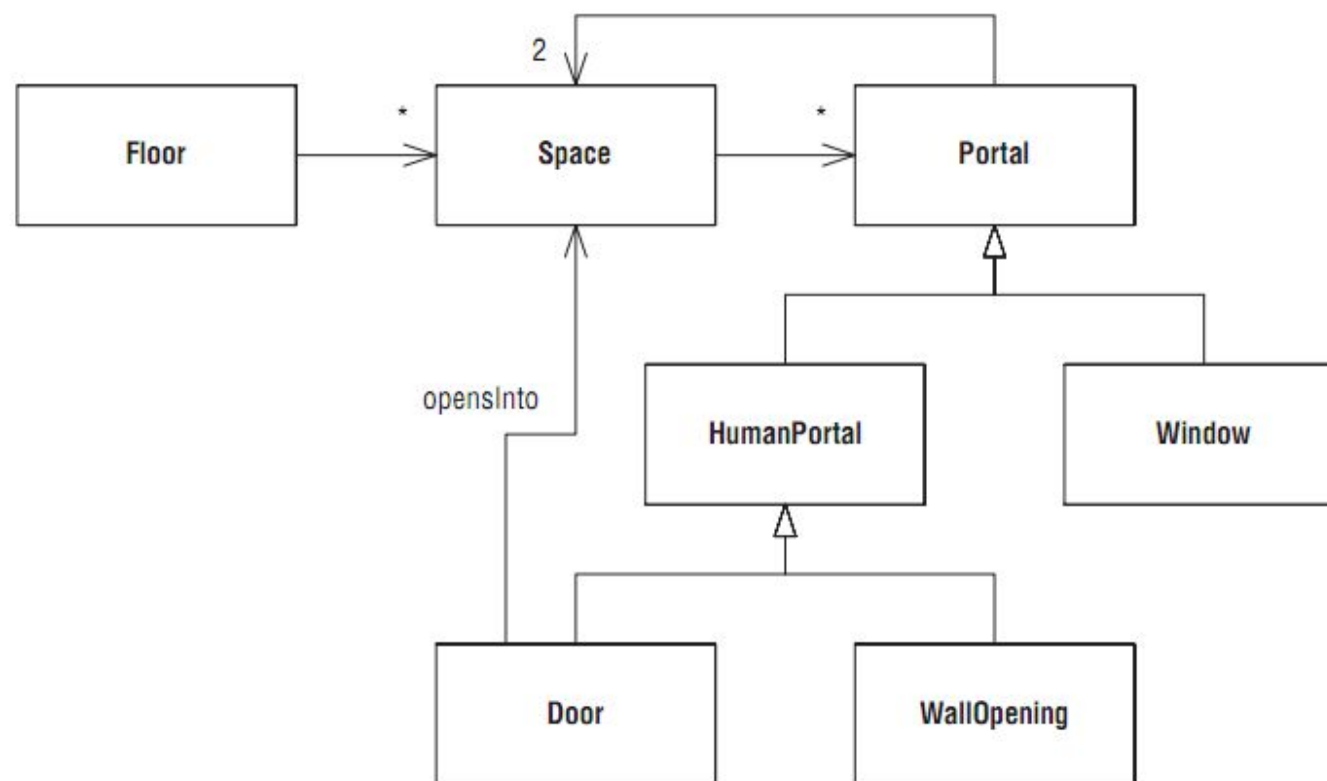 2
*
*
Floor
Space
Portal
opensInto
HumanPortal
Window
Door
WallOpening